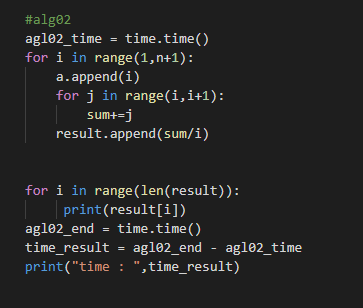 #alg02
agl02_time = time.time()
for i in range(1,n+1):
    a.append(i)
    for j in range(i,i+1):
        sum+=j
    result.append(sum/i)
for i in range(len(result)):
     print(result[i])
agl02_end = time.time()
time_result = agl02_end - agl02_time
print("time : ",time_result)